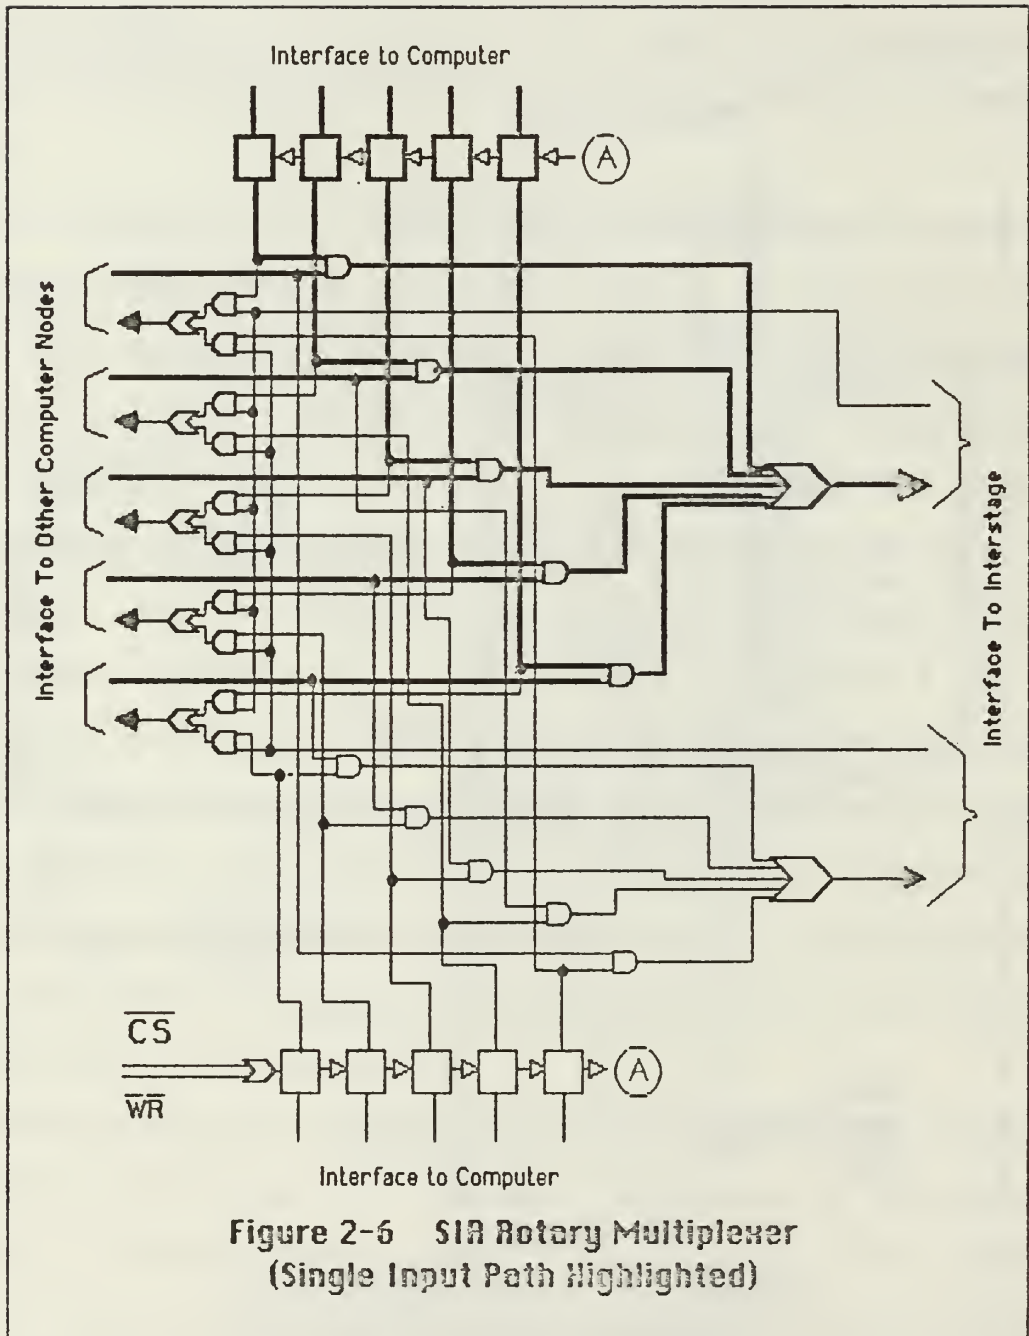 Interface to Computer
A
Interface To Other Computer Nodes
Interface To Interstage
CS
WR
A
Interface to Computer
Figure 2-6 SIR Rotary Multiplexer
(Single Input Path Highlighted)